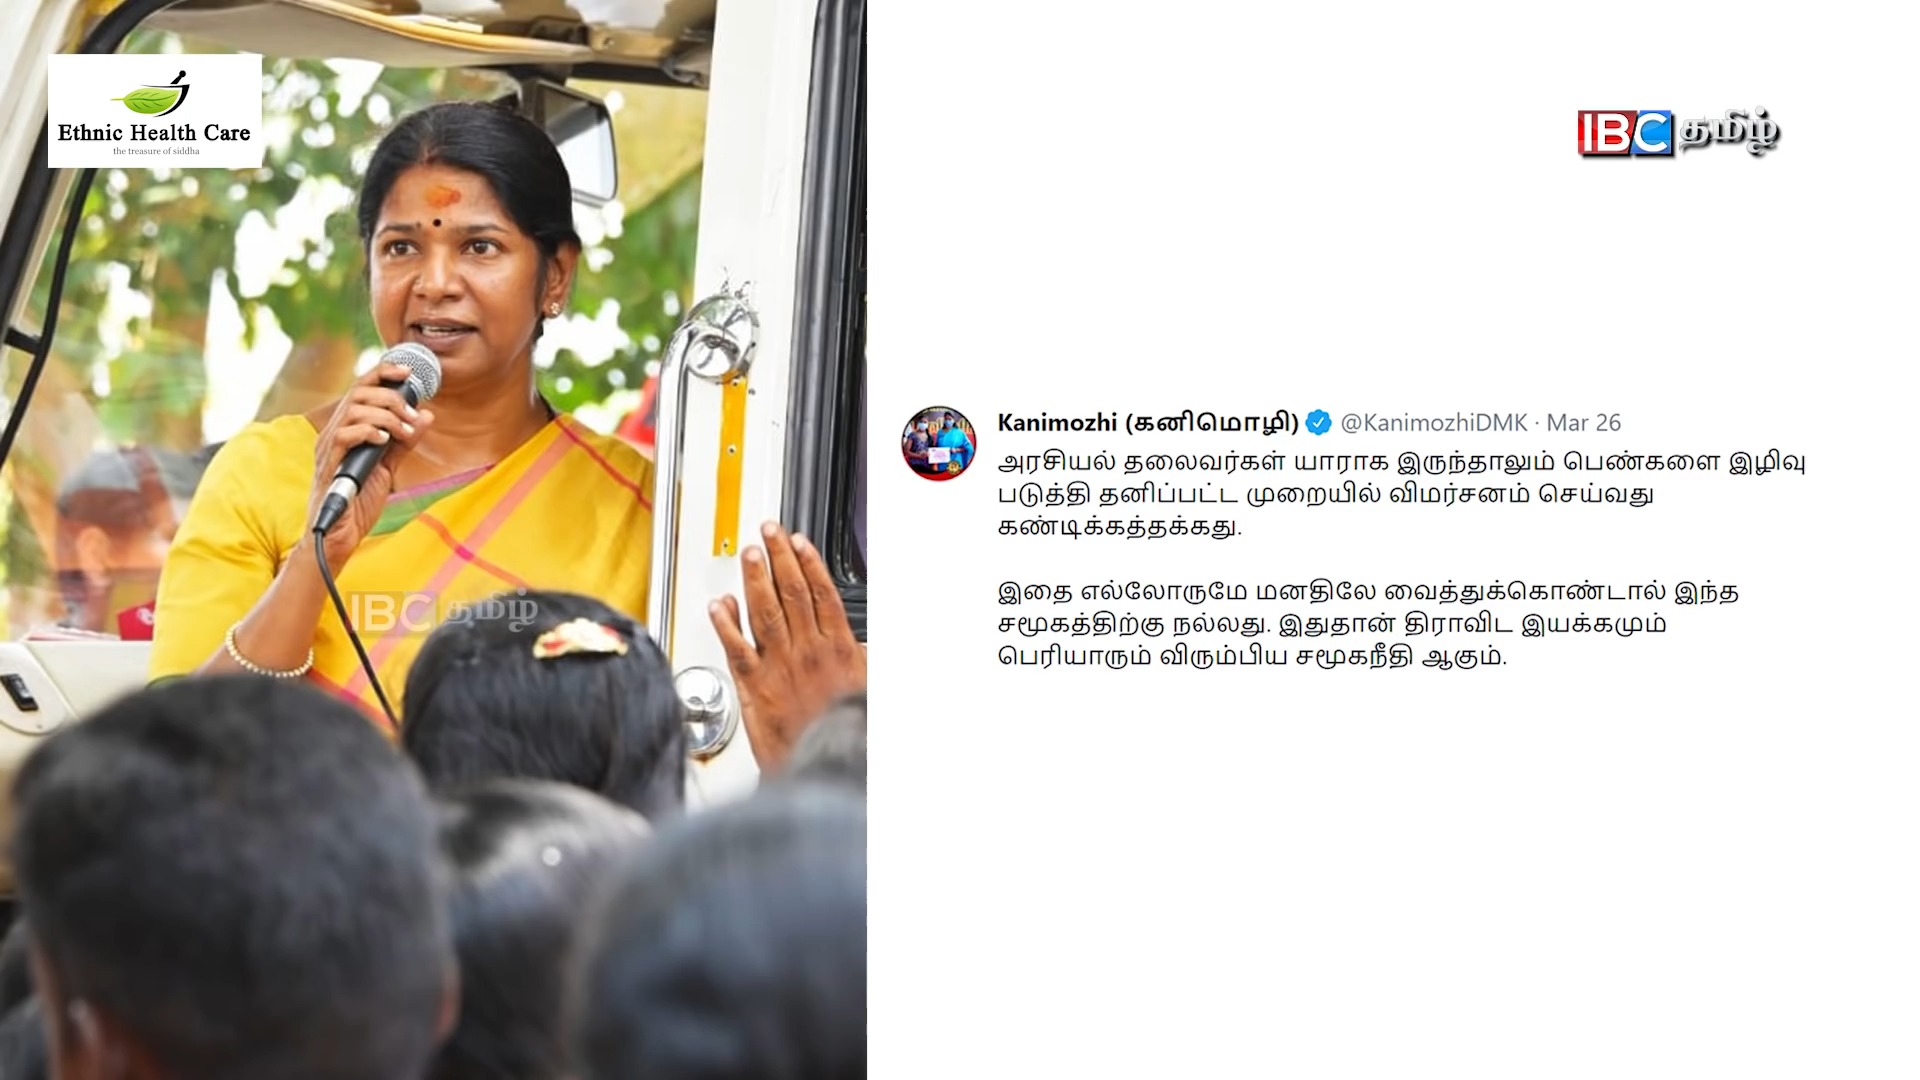 Ethnic Health Care
the treasure of siddha
IBC தமிழ்
Kanimozhi (கனிமொழி) @KanimozhiDMK · Mar 26
அரசியல் தலைவர்கள் யாராக இருந்தாலும் பெண்களை இழிவு
படுத்தி தனிப்பட்ட முறையில் விமர்சனம் செய்வது
கண்டிக்கத்தக்கது.
இதை எல்லோருமே மனதிலே வைத்துக்கொண்டால் இந்த
சமூகத்திற்கு நல்லது. இதுதான் திராவிட இயக்கமும்
பெரியாரும் விரும்பிய சமூகநீதி ஆகும்.
IBC தமிழ்